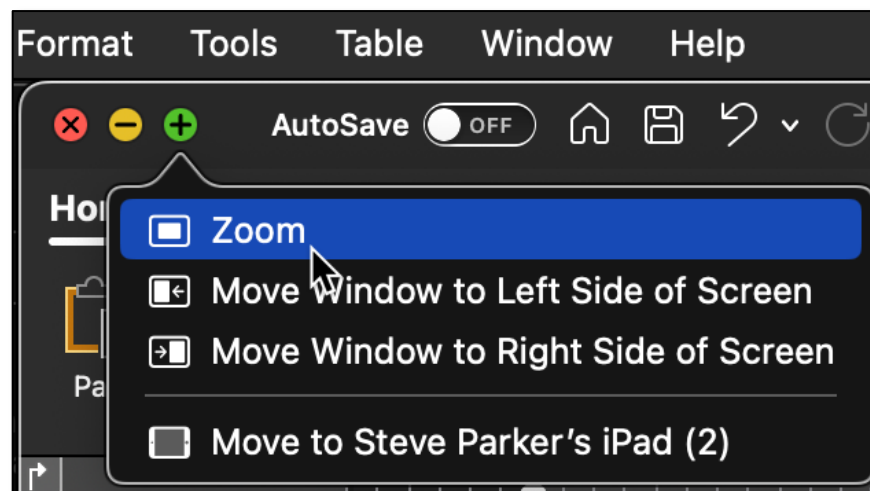 Format Tools Table Window Help
AutoSave OFF
Zoom
Move Window to Left Side of Screen
Move Window to Right Side of Screen
Move to Steve Parker’s iPad (2)